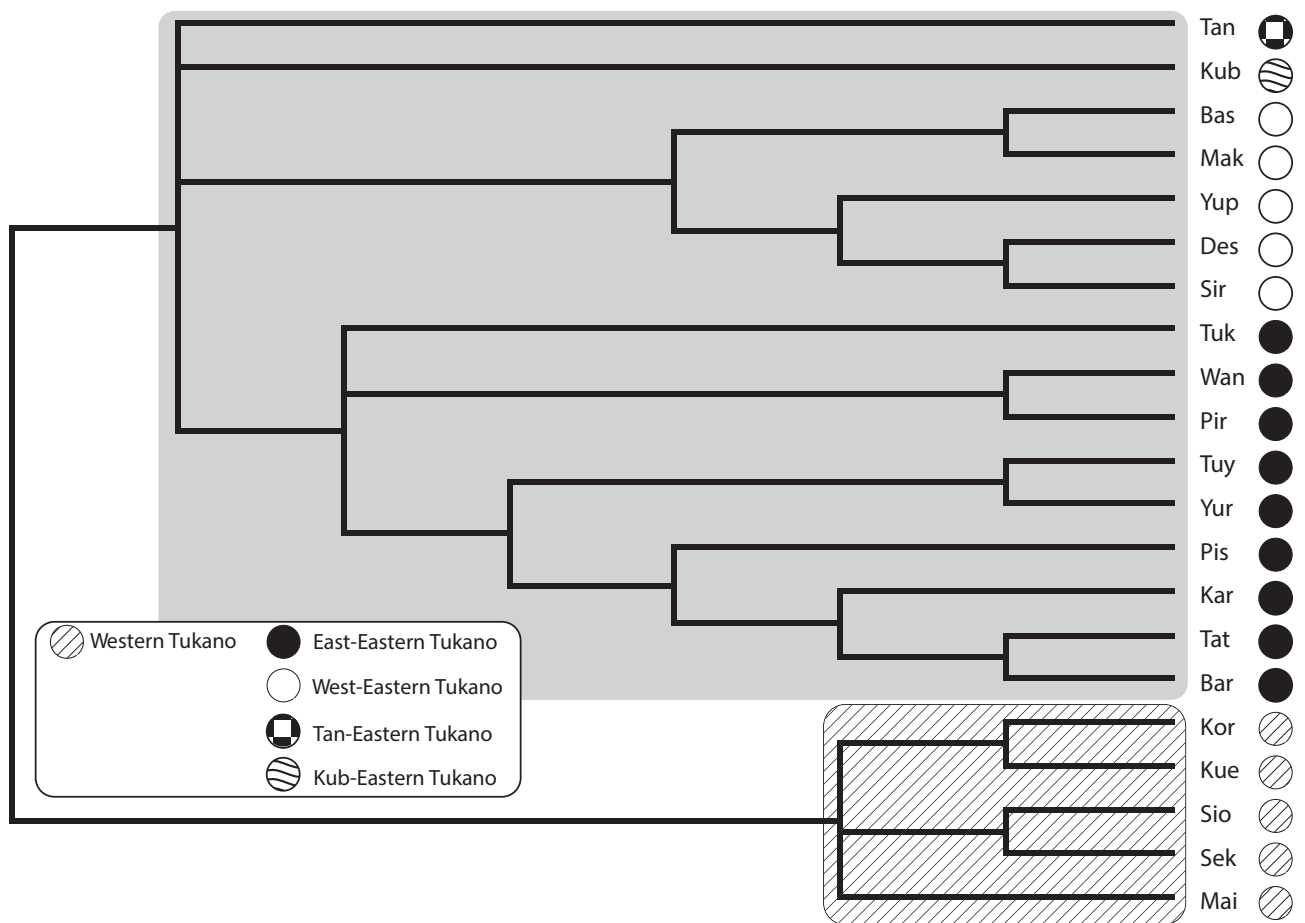 Tan
Kub
Bas
Mak
Yup
Des
Sir
Tuk
Wan
Pir
Tuy
Yur
Pis
Kar
Tat
Bar
Kor
Kue
Sio
Sek
Mai
Western Tukano
East-Eastern Tukano
West-Eastern Tukano
Tan-Eastern Tukano
Kub-Eastern Tukano